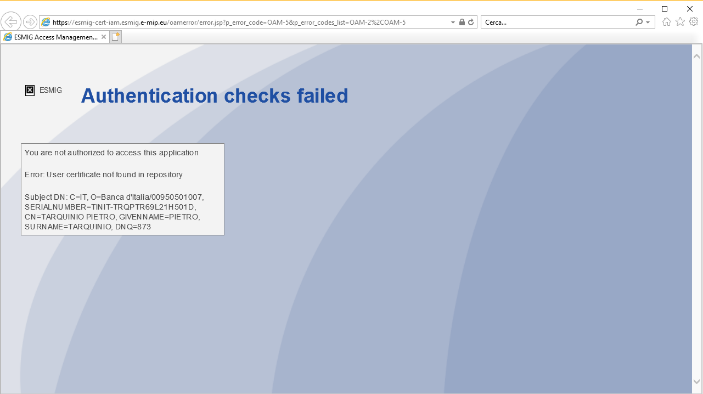 https://esmig-cert-iam.esmig.e-mip.eu/oamerror/error.jsp?p_error_code=OAM-5&p_error_codes_list=OAM-2%2COAM-5
Cerca...
ESMIG Access Managemen...
ESMIG
Authentication checks failed
You are not authorized to access this application
Error: User certificate not found in repository
Subject DN: C=IT, O=Banca d'Italia/00950501007,
SERIALNUMBER=TINIT-TRQPTR69L21H501D,
CN=TARQUINIO PIETRO, GIVENNAME=PIETRO,
SURNAME=TARQUINIO, DNQ=873